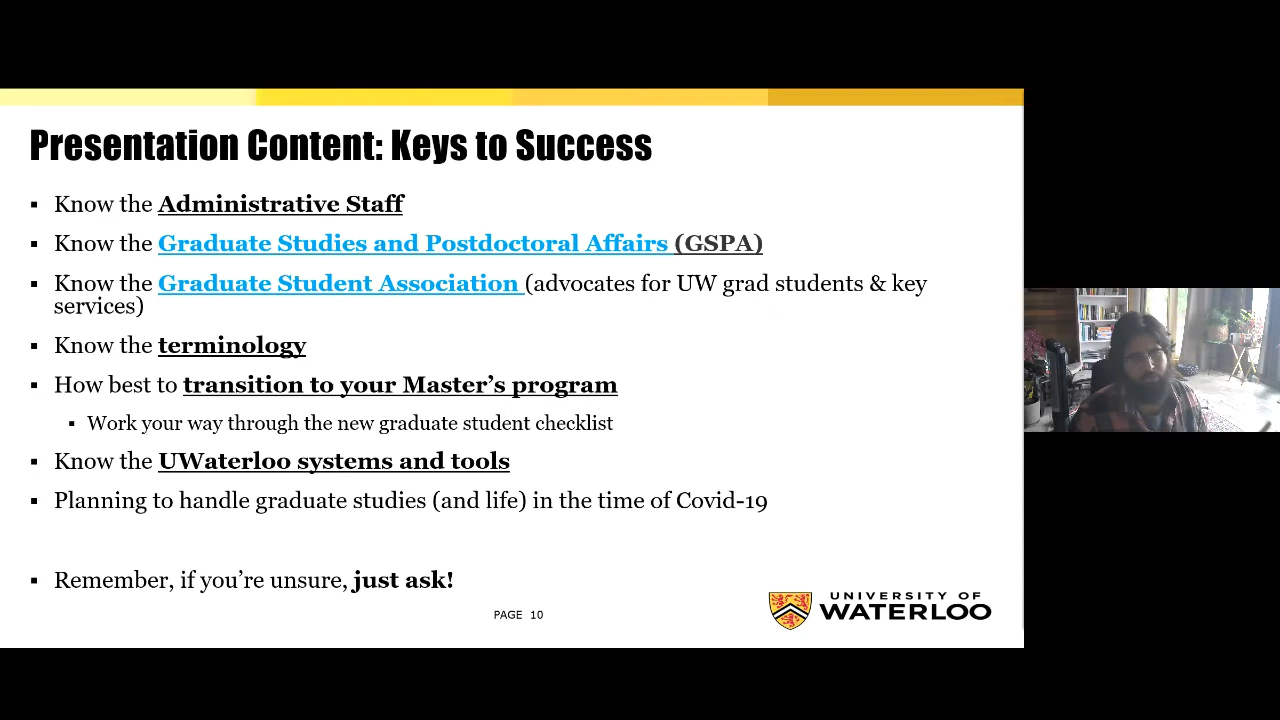 Presentation Content: Keys to Success
▪ Know the Administrative Staff
▪ Know the Graduate Studies and Postdoctoral Affairs (GSPA)
▪ Know the Graduate Student Association (advocates for UW grad students & key
services)
▪ Know the terminology
▪ How best to transition to your Master’s program
▪ Work your way through the new graduate student checklist
▪ Know the UWaterloo systems and tools
▪ Planning to handle graduate studies (and life) in the time of Covid-19
▪ Remember, if you’re unsure, just ask!
PAGE 10
UNIVERSITY OF
WATERLOO